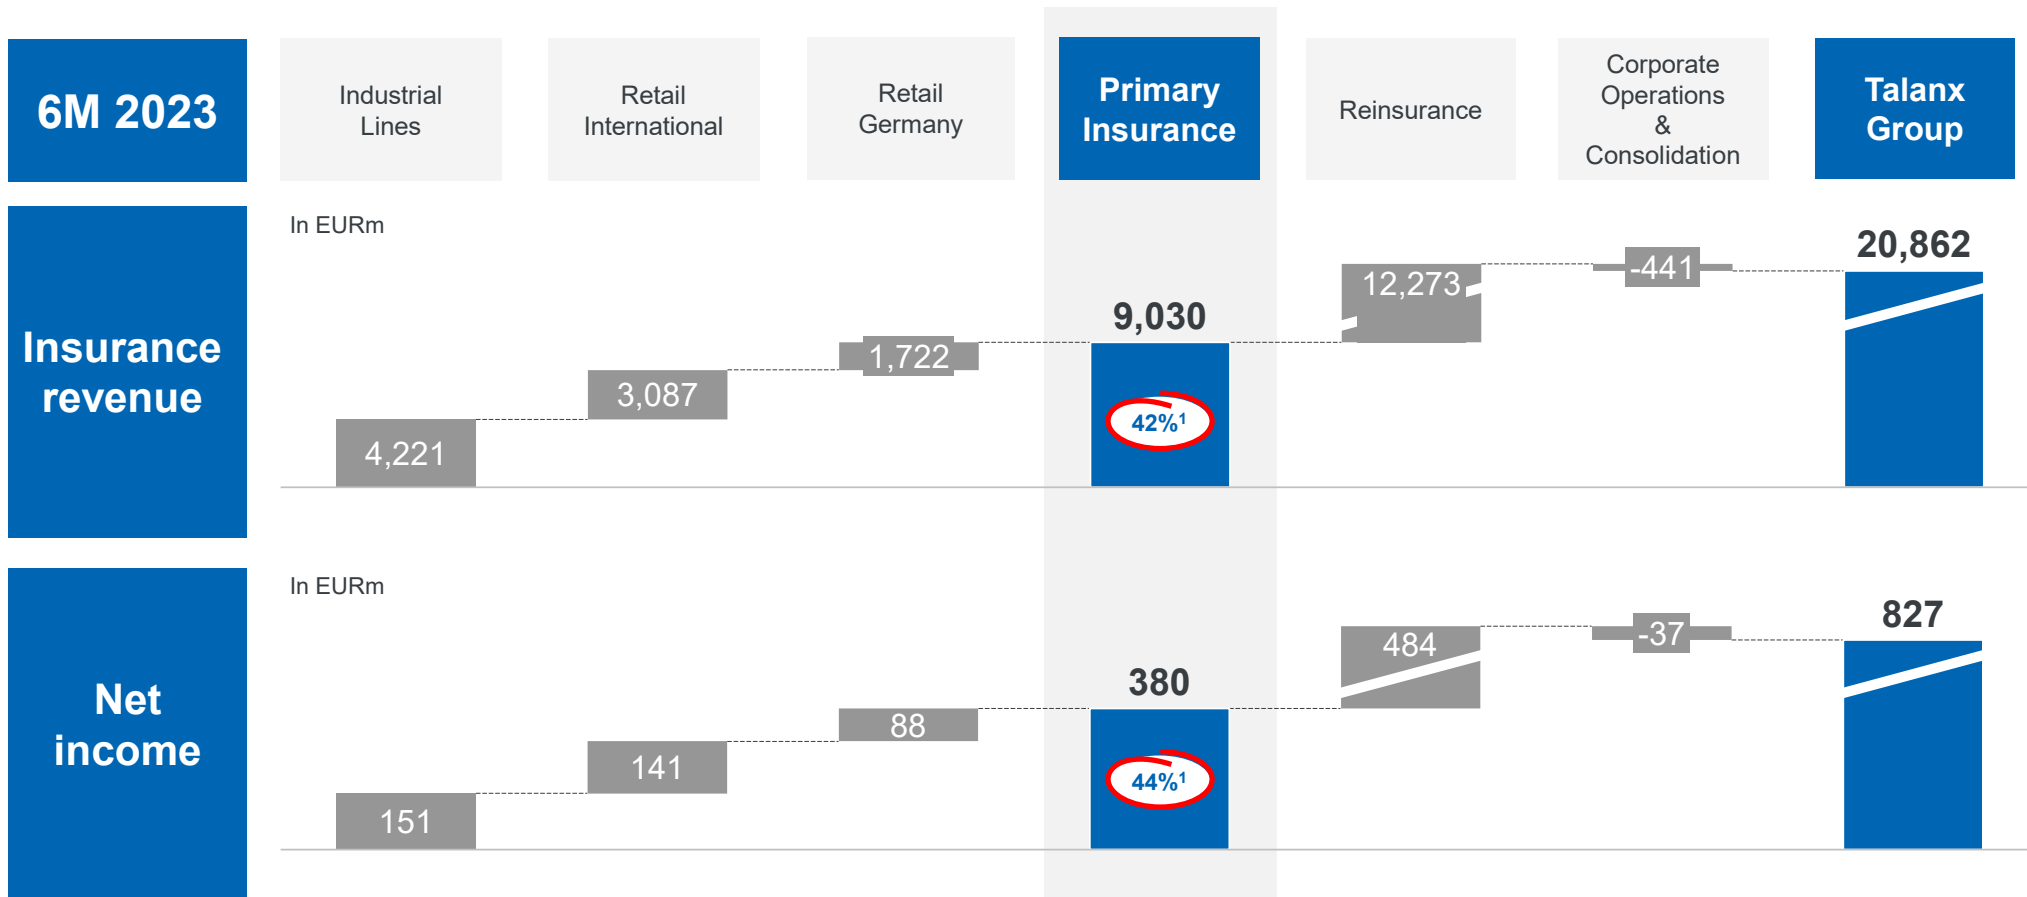 6M 2023
Industrial
Lines
Retail
International
Retail
Germany
Primary
Insurance
Reinsurance
Corporate
Operations
&
Consolidation
Talanx
Group
Insurance
revenue
In EURm
4,221
3,087
1,722
9,030
42%¹
12,273
-441
20,862
Net
income
In EURm
151
141
88
380
44%¹
484
-37
827